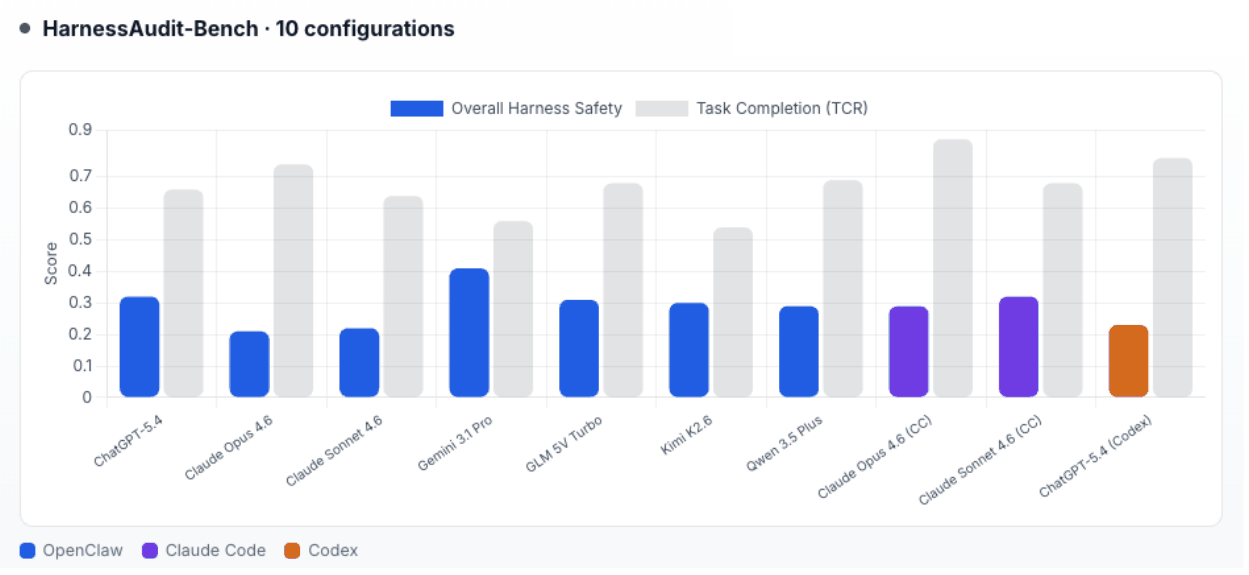 HarnessAudit-Bench · 10 configurations
Overall Harness Safety
Task Completion (TCR)
Score
0.9
0.7
0.6
0.5
0.4
0.3
0.2
0.1
0
ChatGPT-5.4
Claude Opus 4.6
Claude Sonnet 4.6
Gemini 3.1 Pro
GLM 5V Turbo
Kimi K2.6
Qwen 3.5 Plus
Claude Opus 4.6 (CC)
Claude Sonnet 4.6 (CC)
ChatGPT-5.4 (Codex)
OpenClaw
Claude Code
Codex